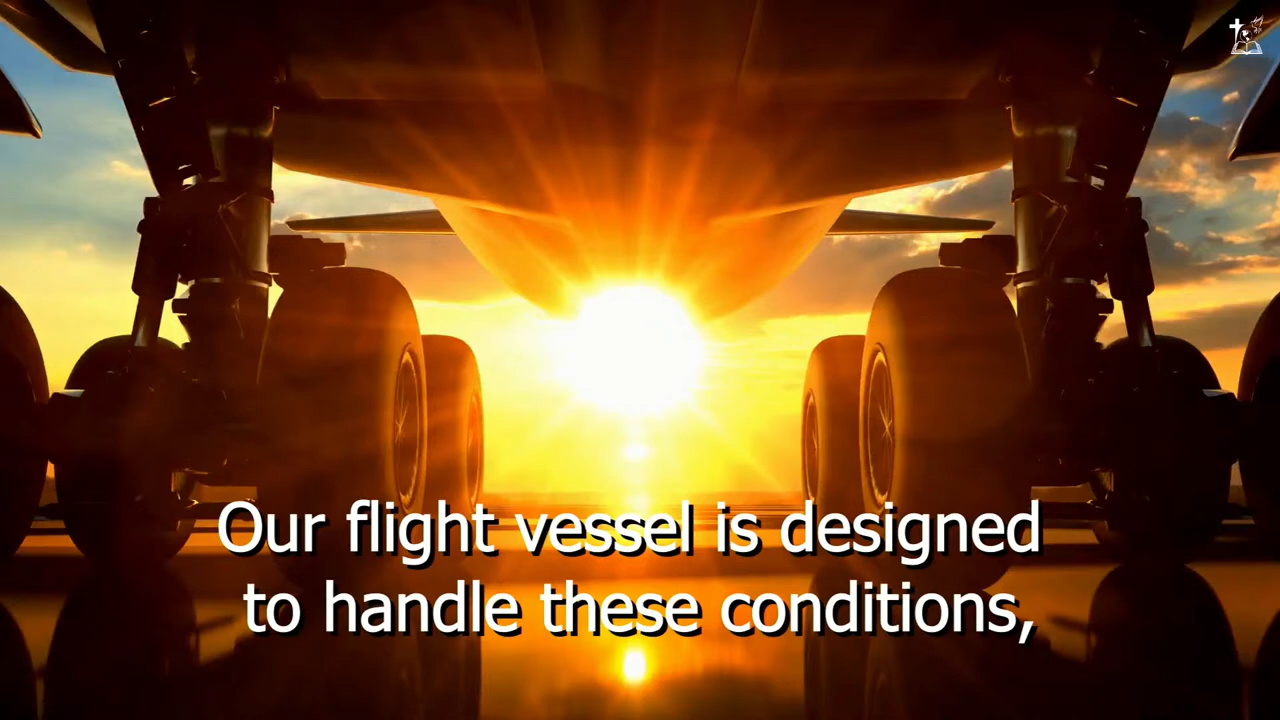 Our flight vessel is designed
to handle these conditions,